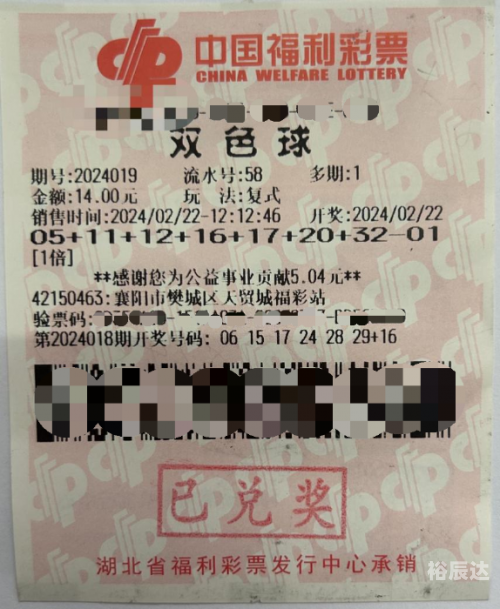 中国福利彩票
CHINA WELFARE LOTTERY
双色球
期号:2024019 流水号:58 多期:1
金额:14.00元 玩 法:复式
销售时间:2024/02/22-12:12:46 开奖:2024/02/22
05+11+12+16+17+20+32-01
[1倍]
**感谢您为公益事业贡献5.04元**
42150463:襄阳市樊城区天贸城福彩站
验票码:
第2024018期开奖号码: 06 15 17 24 28 29+16
已兑奖
湖北省福利彩票发行中心承销
裕辰达